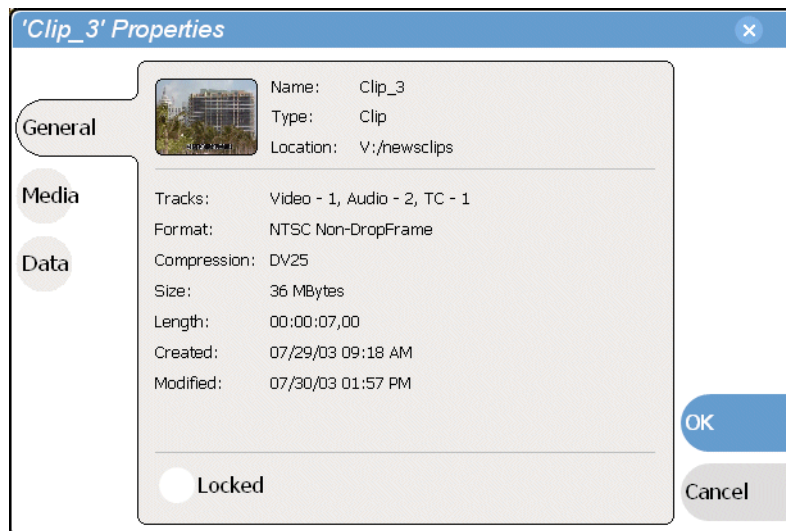 'Clip_3' Properties
General
Media
Data
Name: Clip_3
Type: Clip
Location: V:/newsclips
Tracks: Video - 1, Audio - 2, TC - 1
Format: NTSC Non-DropFrame
Compression: DV25
Size: 36 MBytes
Length: 00:00:07,00
Created: 07/29/03 09:18 AM
Modified: 07/30/03 01:57 PM
Locked
OK
Cancel